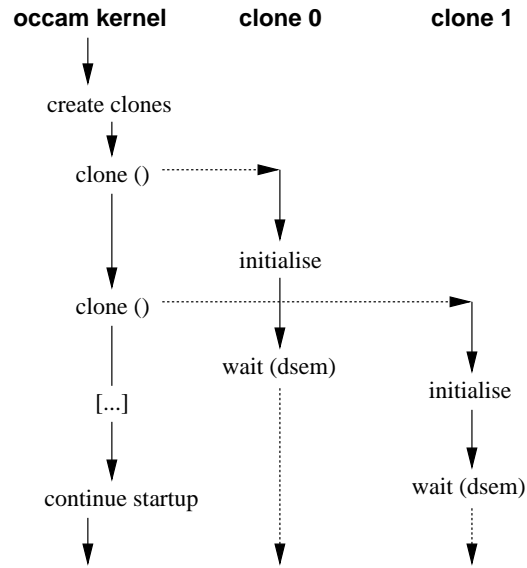 occam kernel clone 0 clone 1
create clones
clone ()
initialise
clone ()
wait (dsem)
initialise
[...]
wait (dsem)
continue startup